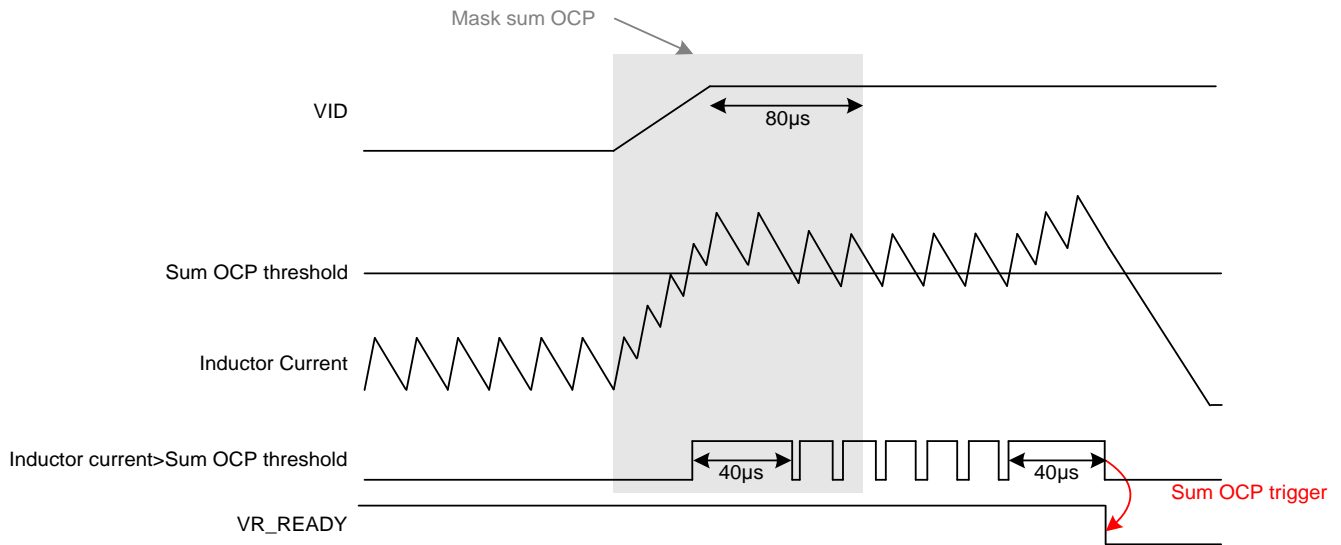 Mask sum OCP
VID
80µs
Sum OCP threshold
Inductor Current
Inductor current>Sum OCP threshold
40µs
40µs
Sum OCP trigger
VR_READY